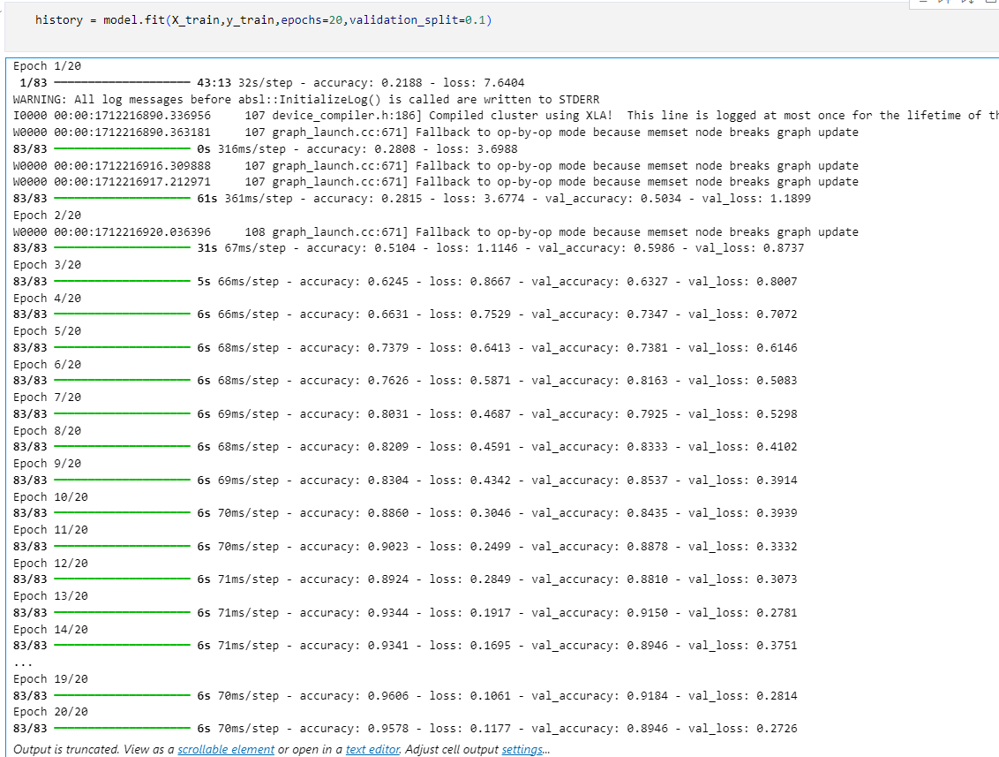 history = model.fit(X_train,y_train,epochs=20,validation_split=0.1)
Epoch 1/20
1/83 ━━━━━━━━━━━━━━━━━━━━ 43:13 32s/step - accuracy: 0.2188 - loss: 7.6404
WARNING: All log messages before absl::InitializeLog() is called are written to STDERR
I0000 00:00:1712216890.336956     107 device_compiler.h:186] Compiled cluster using XLA!  This line is logged at most once for the lifetime of
W0000 00:00:1712216890.363181     107 graph_launch.cc:671] Fallback to op-by-op mode because memset node breaks graph update
83/83 ━━━━━━━━━━━━━━━━━━━━ 0s 316ms/step - accuracy: 0.2808 - loss: 3.6988
W0000 00:00:1712216916.309888     107 graph_launch.cc:671] Fallback to op-by-op mode because memset node breaks graph update
W0000 00:00:1712216917.212971     107 graph_launch.cc:671] Fallback to op-by-op mode because memset node breaks graph update
83/83 ━━━━━━━━━━━━━━━━━━━━ 61s 361ms/step - accuracy: 0.2815 - loss: 3.6774 - val_accuracy: 0.5034 - val_loss: 1.1899
Epoch 2/20
W0000 00:00:1712216920.036396     108 graph_launch.cc:671] Fallback to op-by-op mode because memset node breaks graph update
83/83 ━━━━━━━━━━━━━━━━━━━━ 31s 67ms/step - accuracy: 0.5104 - loss: 1.1146 - val_accuracy: 0.5986 - val_loss: 0.8737
Epoch 3/20
83/83 ━━━━━━━━━━━━━━━━━━━━ 5s 66ms/step - accuracy: 0.6245 - loss: 0.8667 - val_accuracy: 0.6327 - val_loss: 0.8007
Epoch 4/20
83/83 ━━━━━━━━━━━━━━━━━━━━ 6s 66ms/step - accuracy: 0.6631 - loss: 0.7529 - val_accuracy: 0.7347 - val_loss: 0.7072
Epoch 5/20
83/83 ━━━━━━━━━━━━━━━━━━━━ 6s 68ms/step - accuracy: 0.7379 - loss: 0.6413 - val_accuracy: 0.7381 - val_loss: 0.6146
Epoch 6/20
83/83 ━━━━━━━━━━━━━━━━━━━━ 6s 68ms/step - accuracy: 0.7626 - loss: 0.5871 - val_accuracy: 0.8163 - val_loss: 0.5083
Epoch 7/20
83/83 ━━━━━━━━━━━━━━━━━━━━ 6s 69ms/step - accuracy: 0.8031 - loss: 0.4687 - val_accuracy: 0.7925 - val_loss: 0.5298
Epoch 8/20
83/83 ━━━━━━━━━━━━━━━━━━━━ 6s 68ms/step - accuracy: 0.8209 - loss: 0.4591 - val_accuracy: 0.8333 - val_loss: 0.4102
Epoch 9/20
83/83 ━━━━━━━━━━━━━━━━━━━━ 6s 69ms/step - accuracy: 0.8304 - loss: 0.4342 - val_accuracy: 0.8537 - val_loss: 0.3914
Epoch 10/20
83/83 ━━━━━━━━━━━━━━━━━━━━ 6s 70ms/step - accuracy: 0.8860 - loss: 0.3046 - val_accuracy: 0.8435 - val_loss: 0.3939
Epoch 11/20
83/83 ━━━━━━━━━━━━━━━━━━━━ 6s 70ms/step - accuracy: 0.9023 - loss: 0.2499 - val_accuracy: 0.8878 - val_loss: 0.3332
Epoch 12/20
83/83 ━━━━━━━━━━━━━━━━━━━━ 6s 71ms/step - accuracy: 0.8924 - loss: 0.2849 - val_accuracy: 0.8810 - val_loss: 0.3073
Epoch 13/20
83/83 ━━━━━━━━━━━━━━━━━━━━ 6s 71ms/step - accuracy: 0.9344 - loss: 0.1917 - val_accuracy: 0.9150 - val_loss: 0.2781
Epoch 14/20
83/83 ━━━━━━━━━━━━━━━━━━━━ 6s 71ms/step - accuracy: 0.9341 - loss: 0.1695 - val_accuracy: 0.8946 - val_loss: 0.3751
...
Epoch 19/20
83/83 ━━━━━━━━━━━━━━━━━━━━ 6s 70ms/step - accuracy: 0.9606 - loss: 0.1061 - val_accuracy: 0.9184 - val_loss: 0.2814
Epoch 20/20
83/83 ━━━━━━━━━━━━━━━━━━━━ 6s 70ms/step - accuracy: 0.9578 - loss: 0.1177 - val_accuracy: 0.8946 - val_loss: 0.2726
Output is truncated. View as a scrollable element or open in a text editor. Adjust cell output settings...